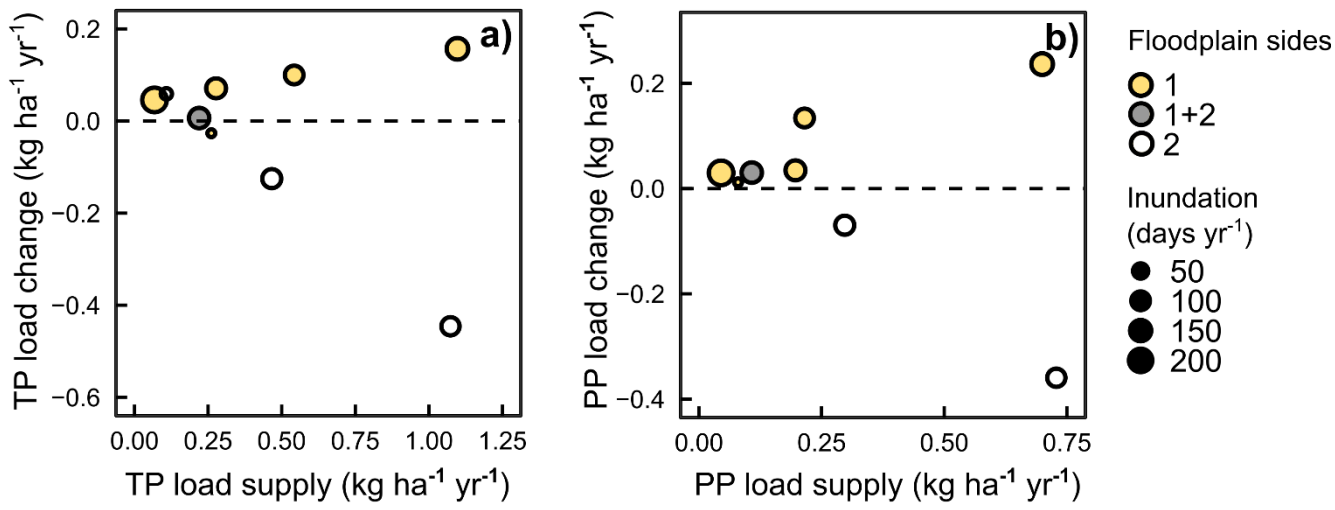 a)
0.2
0.0
−0.2
−0.4
−0.6
TP load change (kg ha⁻¹ yr⁻¹)
0.00 0.25 0.50 0.75 1.00 1.25
TP load supply (kg ha⁻¹ yr⁻¹)
b)
0.2
0.0
−0.2
−0.4
PP load change (kg ha⁻¹ yr⁻¹)
0.00 0.25 0.50 0.75
PP load supply (kg ha⁻¹ yr⁻¹)
Floodplain sides
1
1+2
2
Inundation
(days yr⁻¹)
50
100
150
200